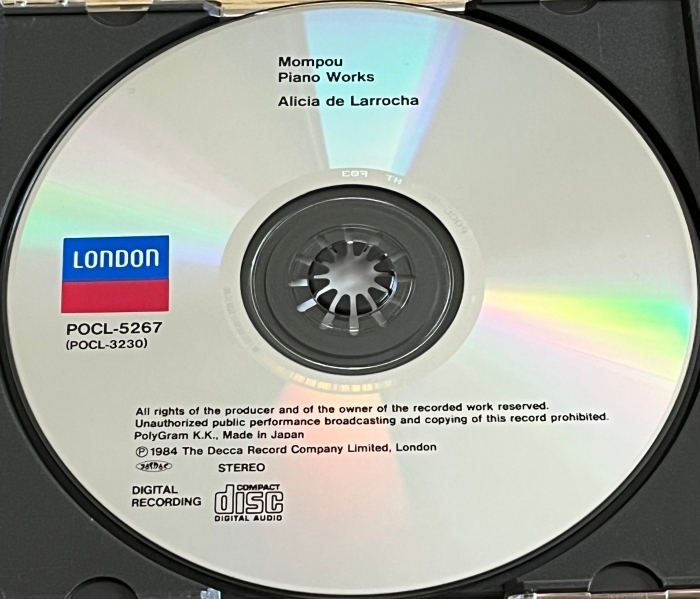 Mompou
Piano Works
Alicia de Larrocha
LONDON
POCL-5267
(POCL-3230)
All rights of the producer and of the owner of the recorded work reserved.
Unauthorized public performance broadcasting and copying of this record prohibited.
PolyGram K.K., Made in Japan
Ⓟ1984 The Decca Record Company Limited, London
STEREO
DIGITAL
RECORDING
COMPACT
disc
DIGITAL AUDIO